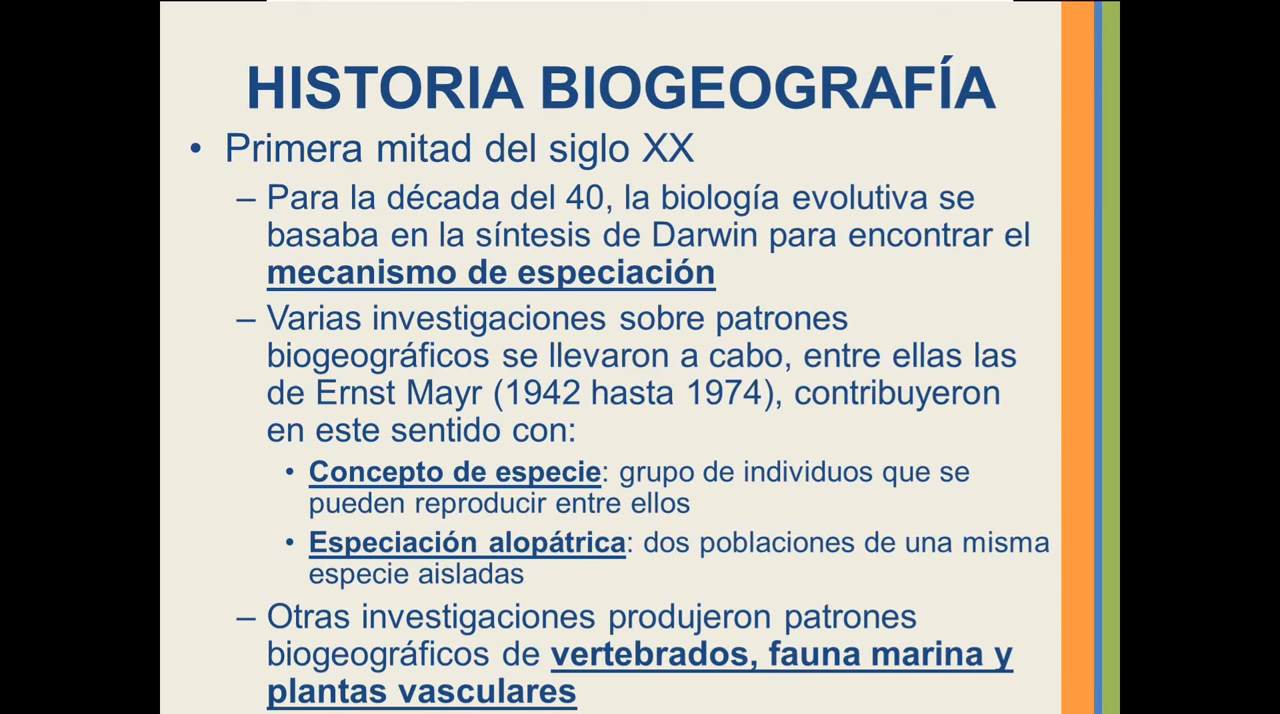 HISTORIA BIOGEOGRAFÍA
• Primera mitad del siglo XX
– Para la década del 40, la biología evolutiva se
basaba en la síntesis de Darwin para encontrar el
mecanismo de especiación
– Varias investigaciones sobre patrones
biogeográficos se llevaron a cabo, entre ellas las
de Ernst Mayr (1942 hasta 1974), contribuyeron
en este sentido con:
• Concepto de especie: grupo de individuos que se
pueden reproducir entre ellos
• Especiación alopátrica: dos poblaciones de una misma
especie aisladas
– Otras investigaciones produjeron patrones
biogeográficos de vertebrados, fauna marina y
plantas vasculares